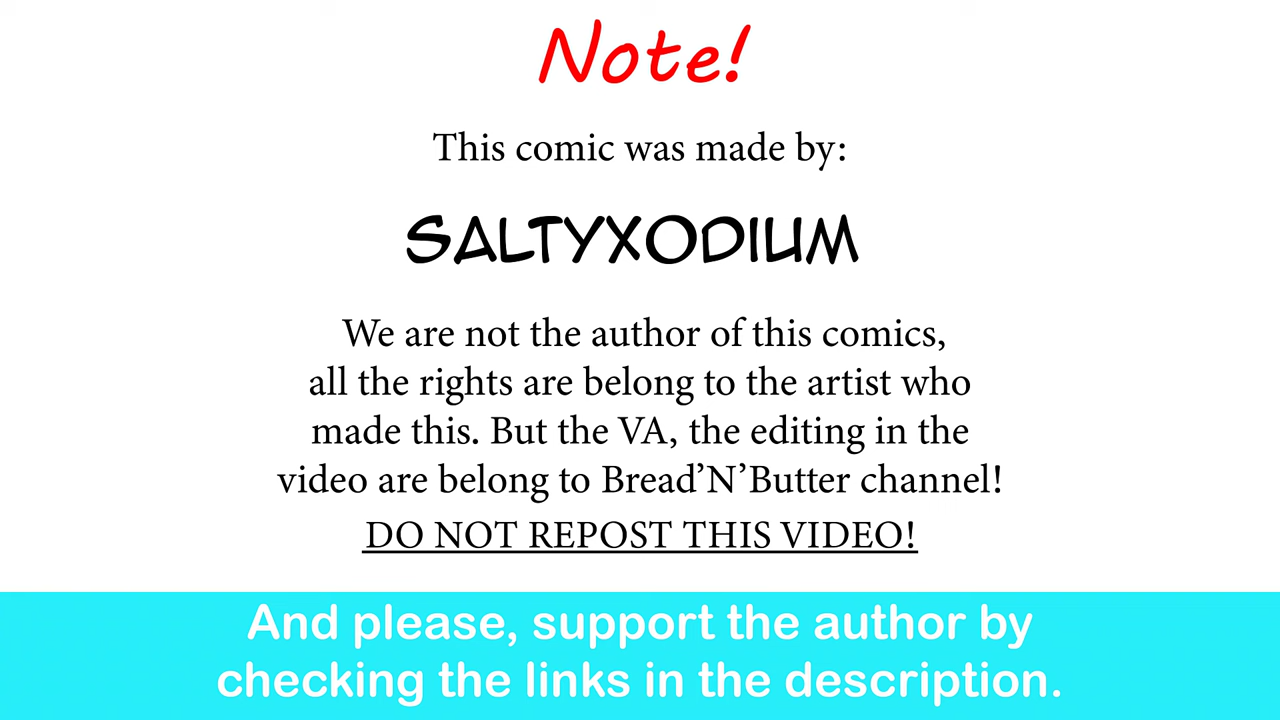 Note!
This comic was made by:
SALTYXODIUM
We are not the author of this comics,
all the rights are belong to the artist who
made this. But the VA, the editing in the
video are belong to Bread’N’Butter channel!
DO NOT REPOST THIS VIDEO!
And please, support the author by
checking the links in the description.